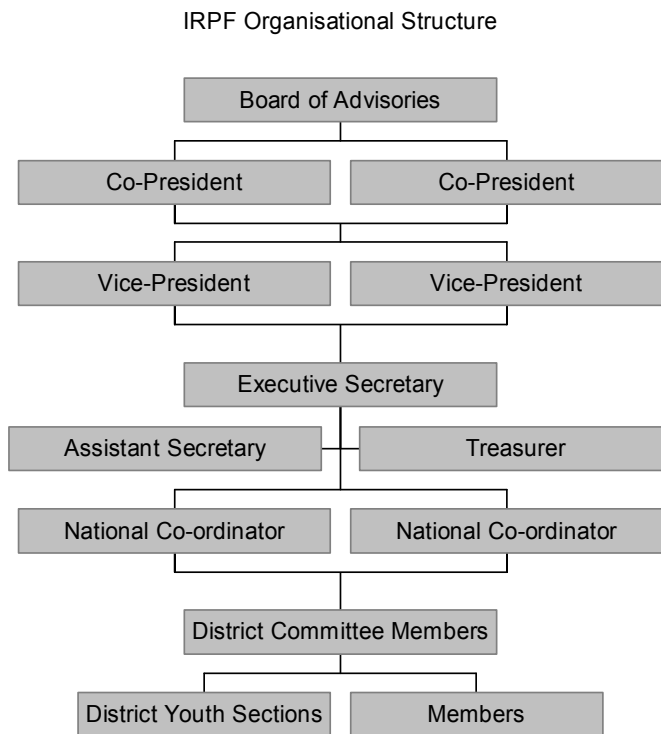 IRPF Organisational Structure
Board of Advisories
Co-President
Co-President
Vice-President
Vice-President
Executive Secretary
Assistant Secretary
Treasurer
National Co-ordinator
National Co-ordinator
District Committee Members
District Youth Sections
Members